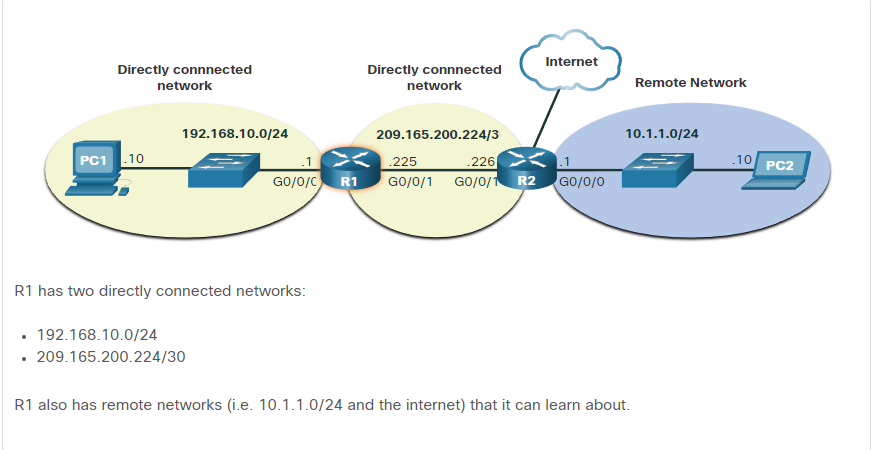 Directly connnected
network
Directly connnected
network
Internet
Remote Network
192.168.10.0/24
209.165.200.224/3
10.1.1.0/24
PC1
.10
.1
G0/0/0
R1
.225
G0/0/1
.226
G0/0/1
R2
.1
G0/0/0
.10
PC2
R1 has two directly connected networks:
• 192.168.10.0/24
• 209.165.200.224/30
R1 also has remote networks (i.e. 10.1.1.0/24 and the internet) that it can learn about.